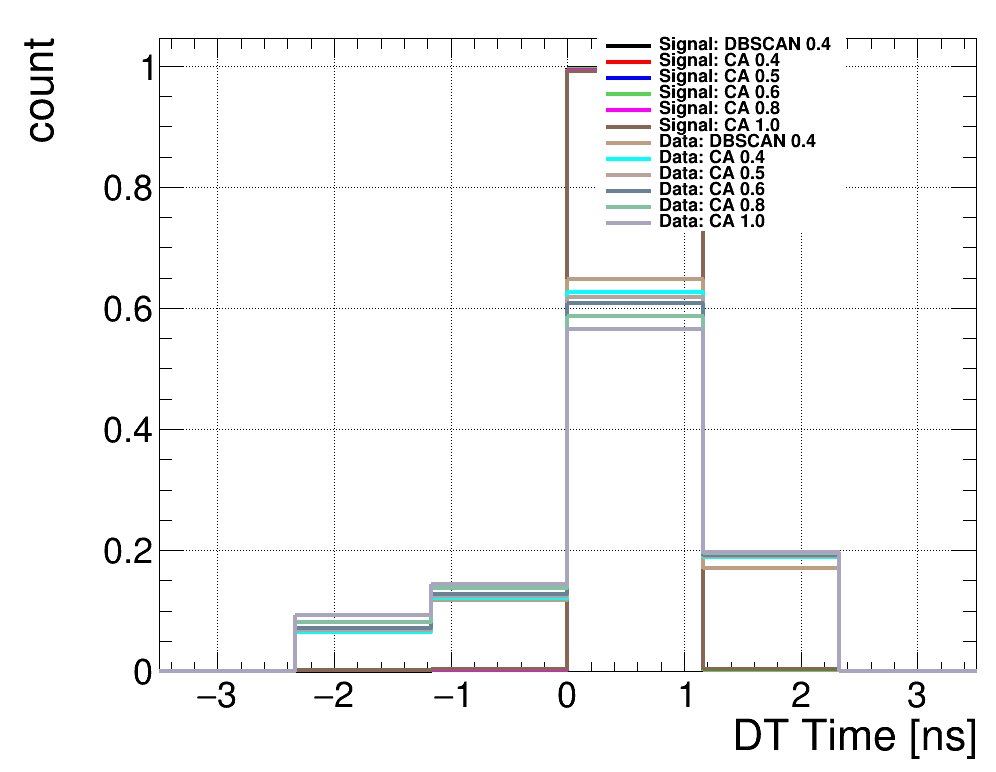 count
1
0.8
0.6
0.4
0.2
0
Signal: DBSCAN 0.4
Signal: CA 0.4
Signal: CA 0.5
Signal: CA 0.6
Signal: CA 0.8
Signal: CA 1.0
Data: DBSCAN 0.4
Data: CA 0.4
Data: CA 0.5
Data: CA 0.6
Data: CA 0.8
Data: CA 1.0
−3 −2 −1 0 1 2 3
DT Time [ns]